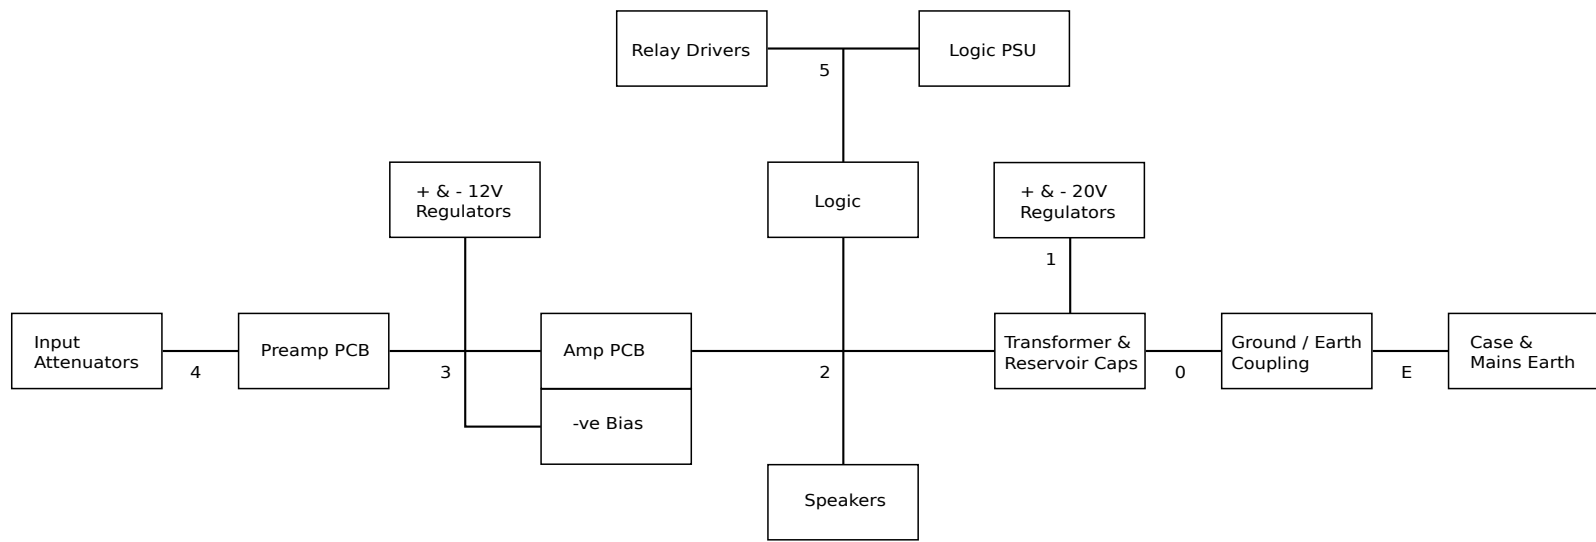 Relay Drivers
Logic PSU
5
+ & - 12V
Regulators
Logic
+ & - 20V
Regulators
1
Input
Attenuators
4
Preamp PCB
3
Amp PCB
-ve Bias
2
Transformer &
Reservoir Caps
0
Ground / Earth
Coupling
E
Case &
Mains Earth
Speakers